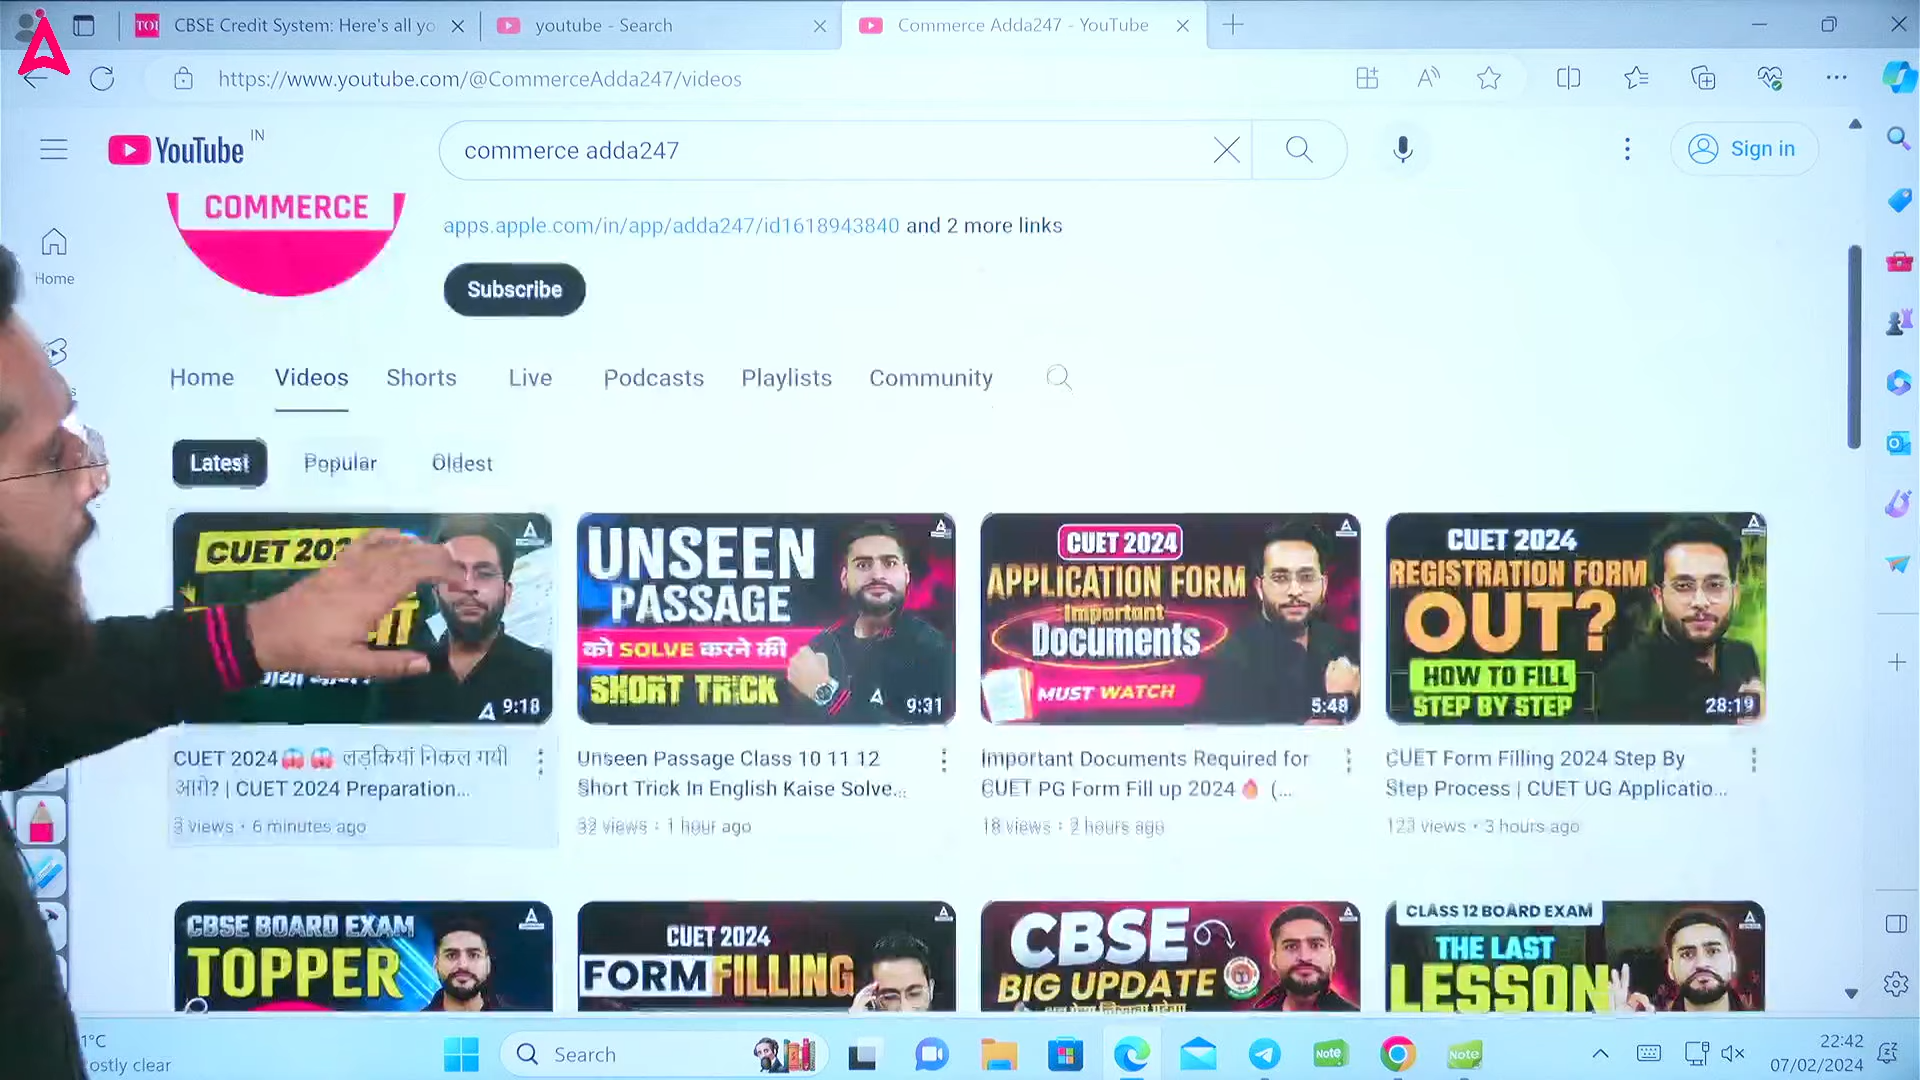 TOI
CBSE Credit System: Here's all yo
youtube - Search
Commerce Adda247 - YouTube
https://www.youtube.com/@CommerceAdda247/videos
YouTube IN
commerce adda247
Sign in
COMMERCE
apps.apple.com/in/app/adda247/id1618943840 and 2 more links
Subscribe
Home
Home
Videos
Shorts
Live
Podcasts
Playlists
Community
Latest
Popular
Oldest
CUET 202
9:18
UNSEEN
PASSAGE
को SOLVE करने की
SHORT TRICK
9:31
CUET 2024
APPLICATION FORM
Important
Documents
MUST WATCH
5:48
CUET 2024
REGISTRATION FORM
OUT?
HOW TO FILL
STEP BY STEP
28:19
CUET 2024😱😱 लड़कियां निकल गयी
आगे? | CUET 2024 Preparation...
3 views • 6 minutes ago
Unseen Passage Class 10 11 12
Short Trick In English Kaise Solve...
32 views • 1 hour ago
Important Documents Required for
CUET PG Form Fill up 2024🔥 (...
18 views • 2 hours ago
CUET Form Filling 2024 Step By
Step Process | CUET UG Applicatio...
123 views • 3 hours ago
CBSE BOARD EXAM
TOPPER
CUET 2024
FORM FILLING
CBSE
BIG UPDATE
CLASS 12 BOARD EXAM
THE LAST
LESSON
1°C
ostly clear
Search
Note
Note
22:42
07/02/2024